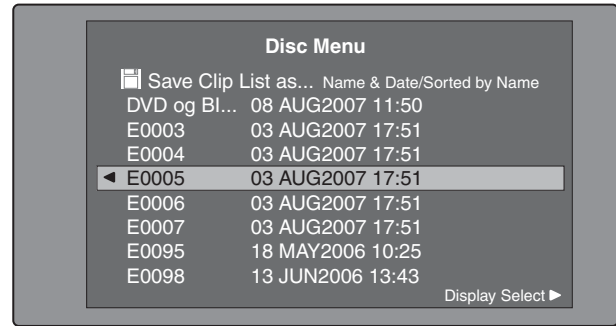 Disc Menu
Save Clip List as... Name & Date/Sorted by Name
DVD og BI... 08 AUG2007 11:50
E0003 03 AUG2007 17:51
E0004 03 AUG2007 17:51
◀ E0005 03 AUG2007 17:51
E0006 03 AUG2007 17:51
E0007 03 AUG2007 17:51
E0095 18 MAY2006 10:25
E0098 13 JUN2006 13:43
Display Select ▶